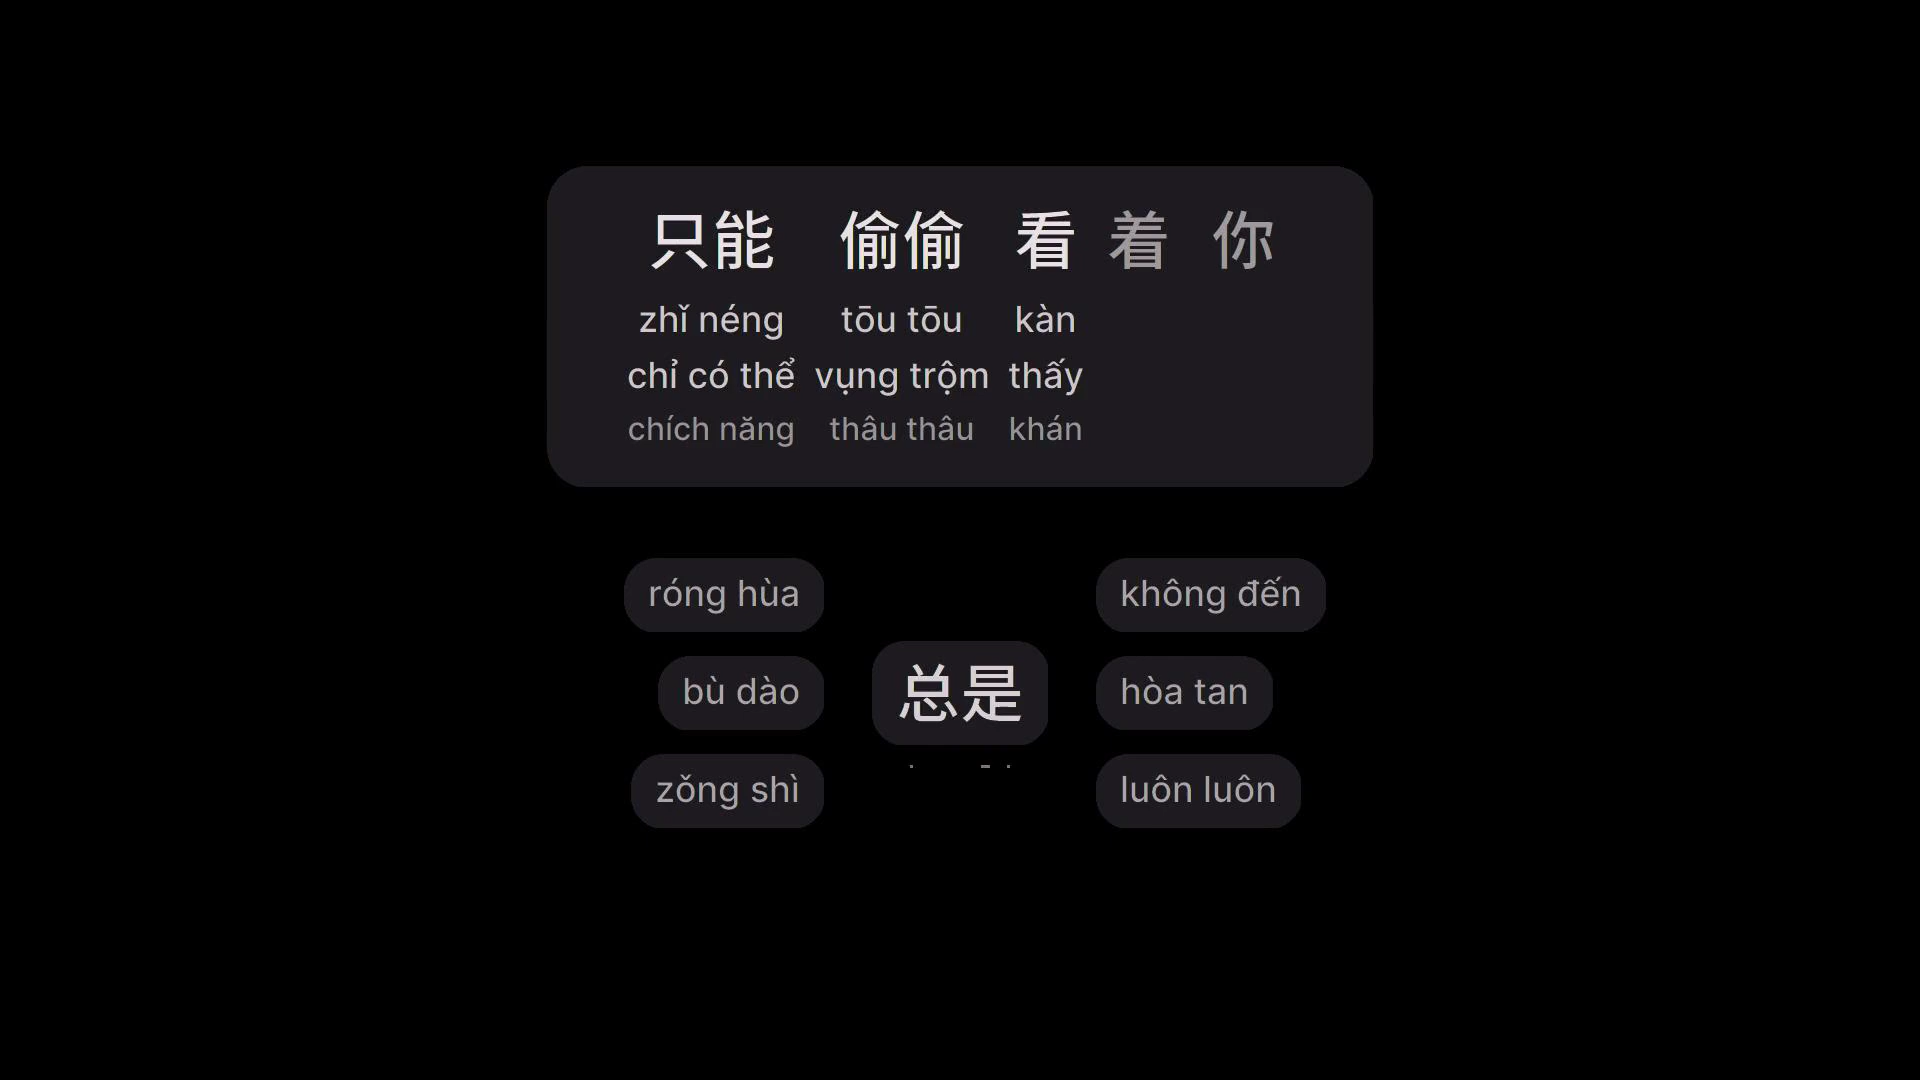 只能 偷偷 看 着 你
zhǐ néng tōu tōu kàn
chỉ có thể vụng trộm thấy
chích năng thâu thâu khán
róng hùa không đến
bù dào 总是 hòa tan
zǒng shì luôn luôn